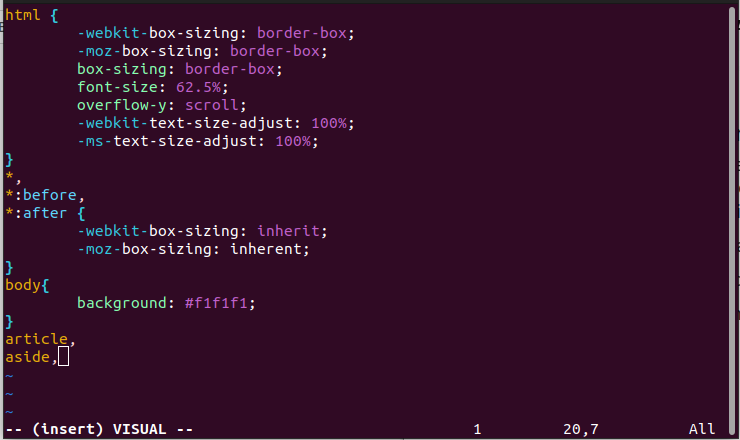 html {
        -webkit-box-sizing: border-box;
        -moz-box-sizing: border-box;
        box-sizing: border-box;
        font-size: 62.5%;
        overflow-y: scroll;
        -webkit-text-size-adjust: 100%;
        -ms-text-size-adjust: 100%;
}
*,
*:before,
*:after {
        -webkit-box-sizing: inherit;
        -moz-box-sizing: inherent;
}
body{
        background: #f1f1f1;
}
article,
aside,
~
~
~
-- (insert) VISUAL --                               1         20,7          All